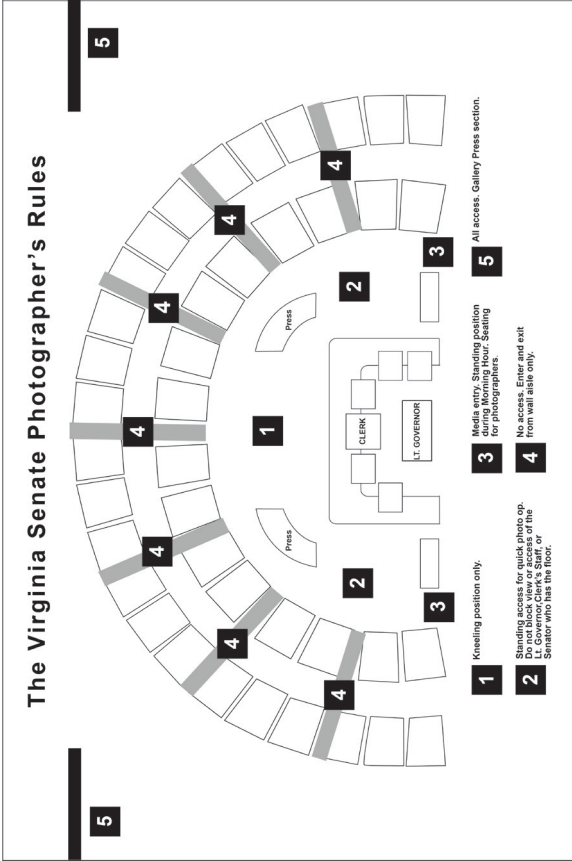 The Virginia Senate Photographer's Rules
5
5
4
4
4
4
4
1
Press
Press
4
4
2
2
CLERK
LT. GOVERNOR
3
3
1 Kneeling position only.
2 Standing access for quick photo op.
Do not block view or access of the
Lt. Governor,Clerk's Staff, or
Senator who has the floor.
3 Media entry. Standing position
during Morning Hour. Seating
for photographers.
4 No access. Enter and exit
from wall aisle only.
5 All access. Gallery Press section.